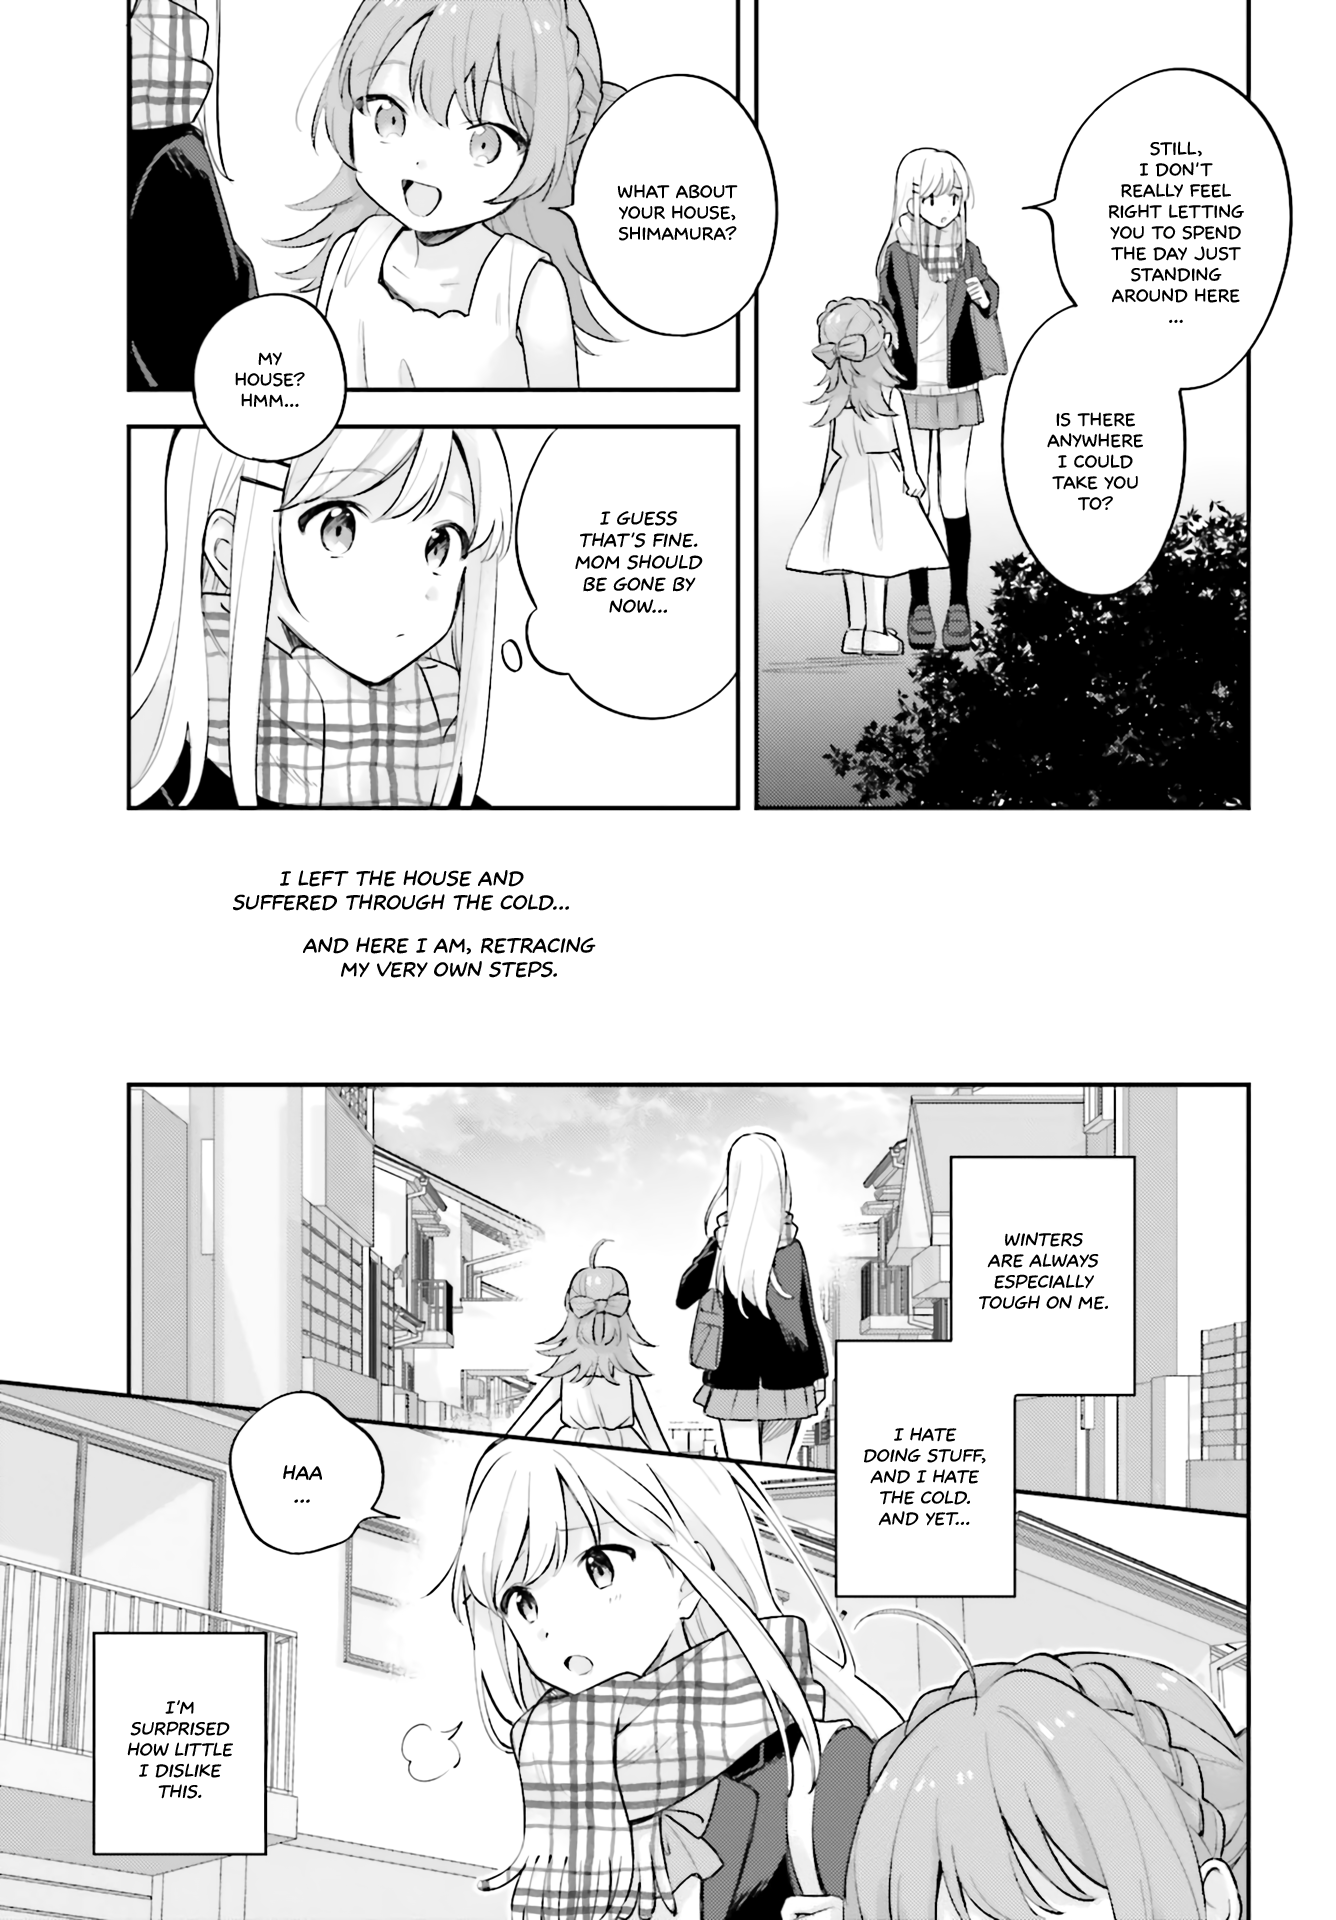 STILL,
I DON'T
REALLY FEEL
RIGHT LETTING
YOU TO SPEND
THE DAY JUST
STANDING
AROUND HERE
...
IS THERE
ANYWHERE
I COULD
TAKE YOU
TO?
WHAT ABOUT
YOUR HOUSE,
SHIMAMURA?
MY
HOUSE?
HMM...
I GUESS
THAT'S FINE.
MOM SHOULD
BE GONE BY
NOW...
I LEFT THE HOUSE AND
SUFFERED THROUGH THE COLD...
AND HERE I AM, RETRACING
MY VERY OWN STEPS.
WINTERS
ARE ALWAYS
ESPECIALLY
TOUGH ON ME.
I HATE
DOING STUFF,
AND I HATE
THE COLD.
AND YET...
HAA
...
I'M
SURPRISED
HOW LITTLE
I DISLIKE
THIS.